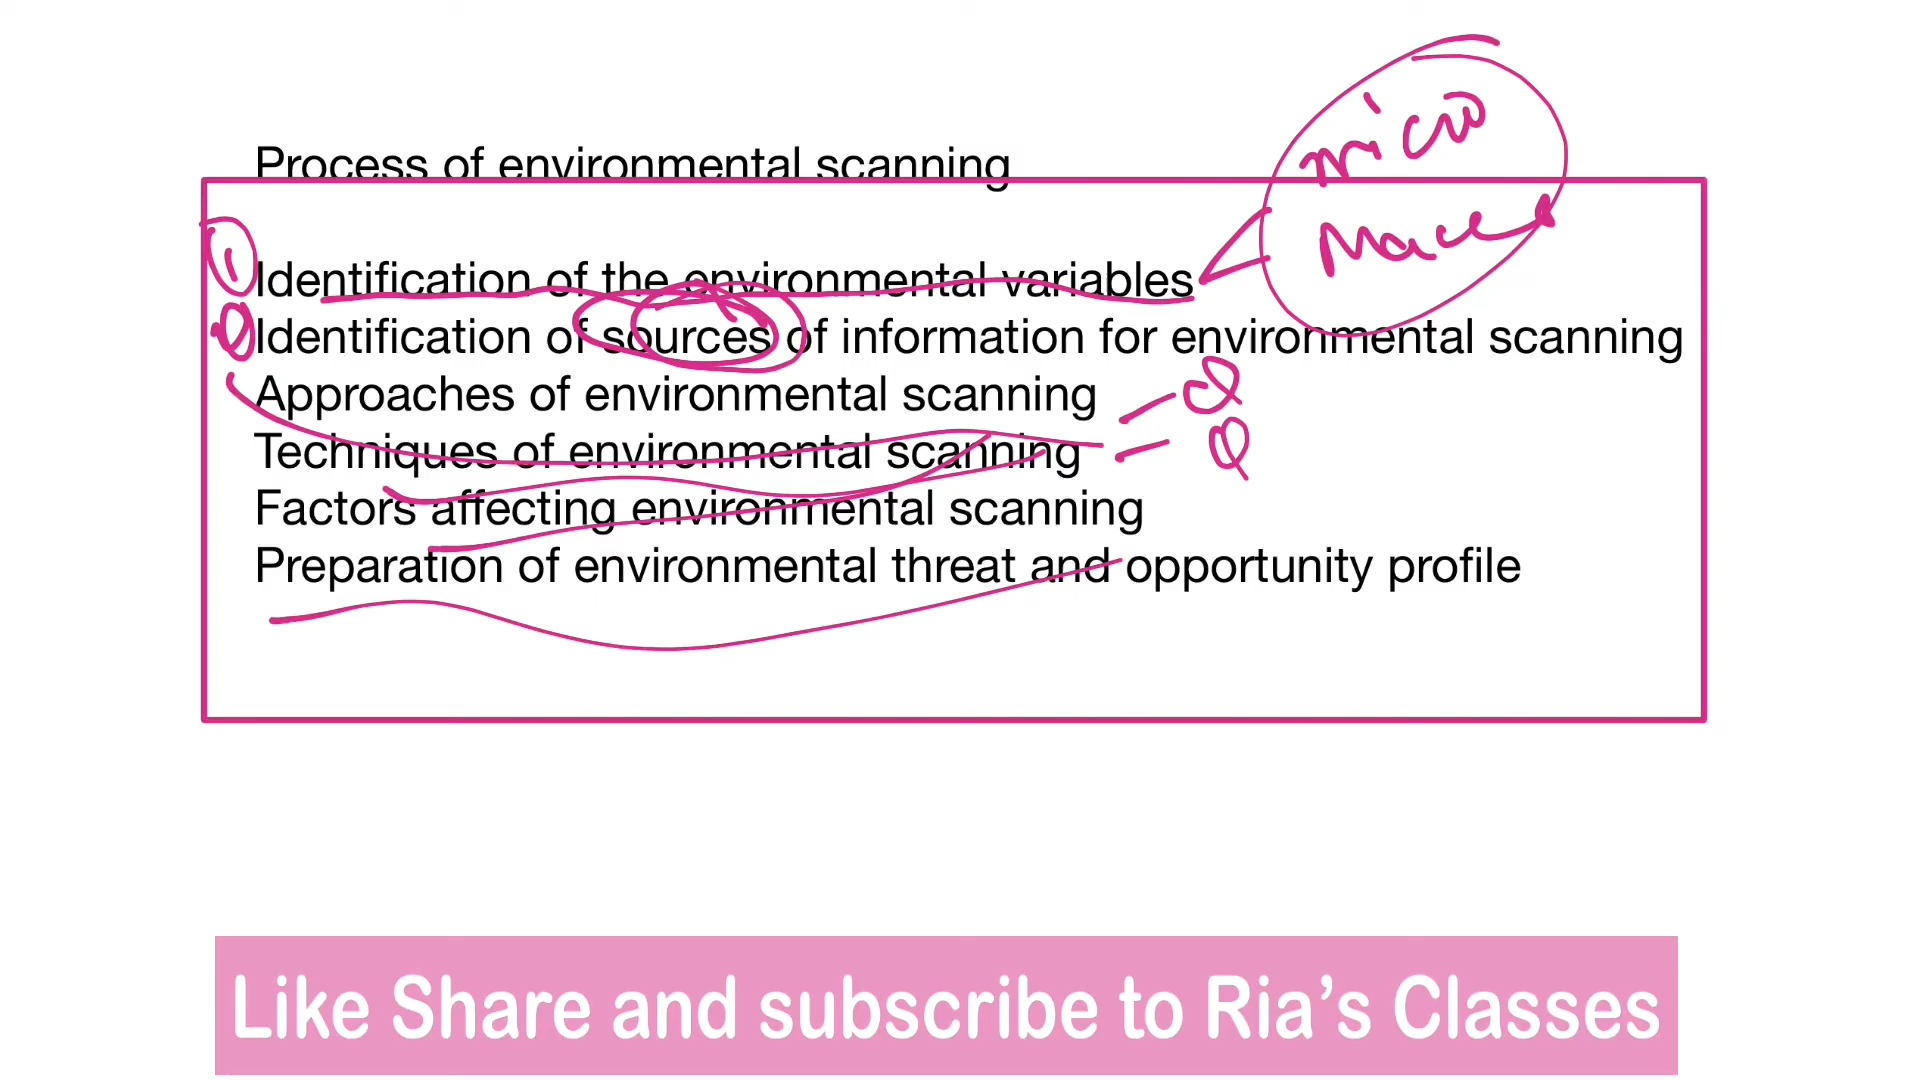 Process of environmental scanning
micro
Macro
① Identification of the environmental variables
② Identification of sources of information for environmental scanning
Approaches of environmental scanning
Techniques of environmental scanning
Factors affecting environmental scanning
Preparation of environmental threat and opportunity profile
Like Share and subscribe to Ria's Classes